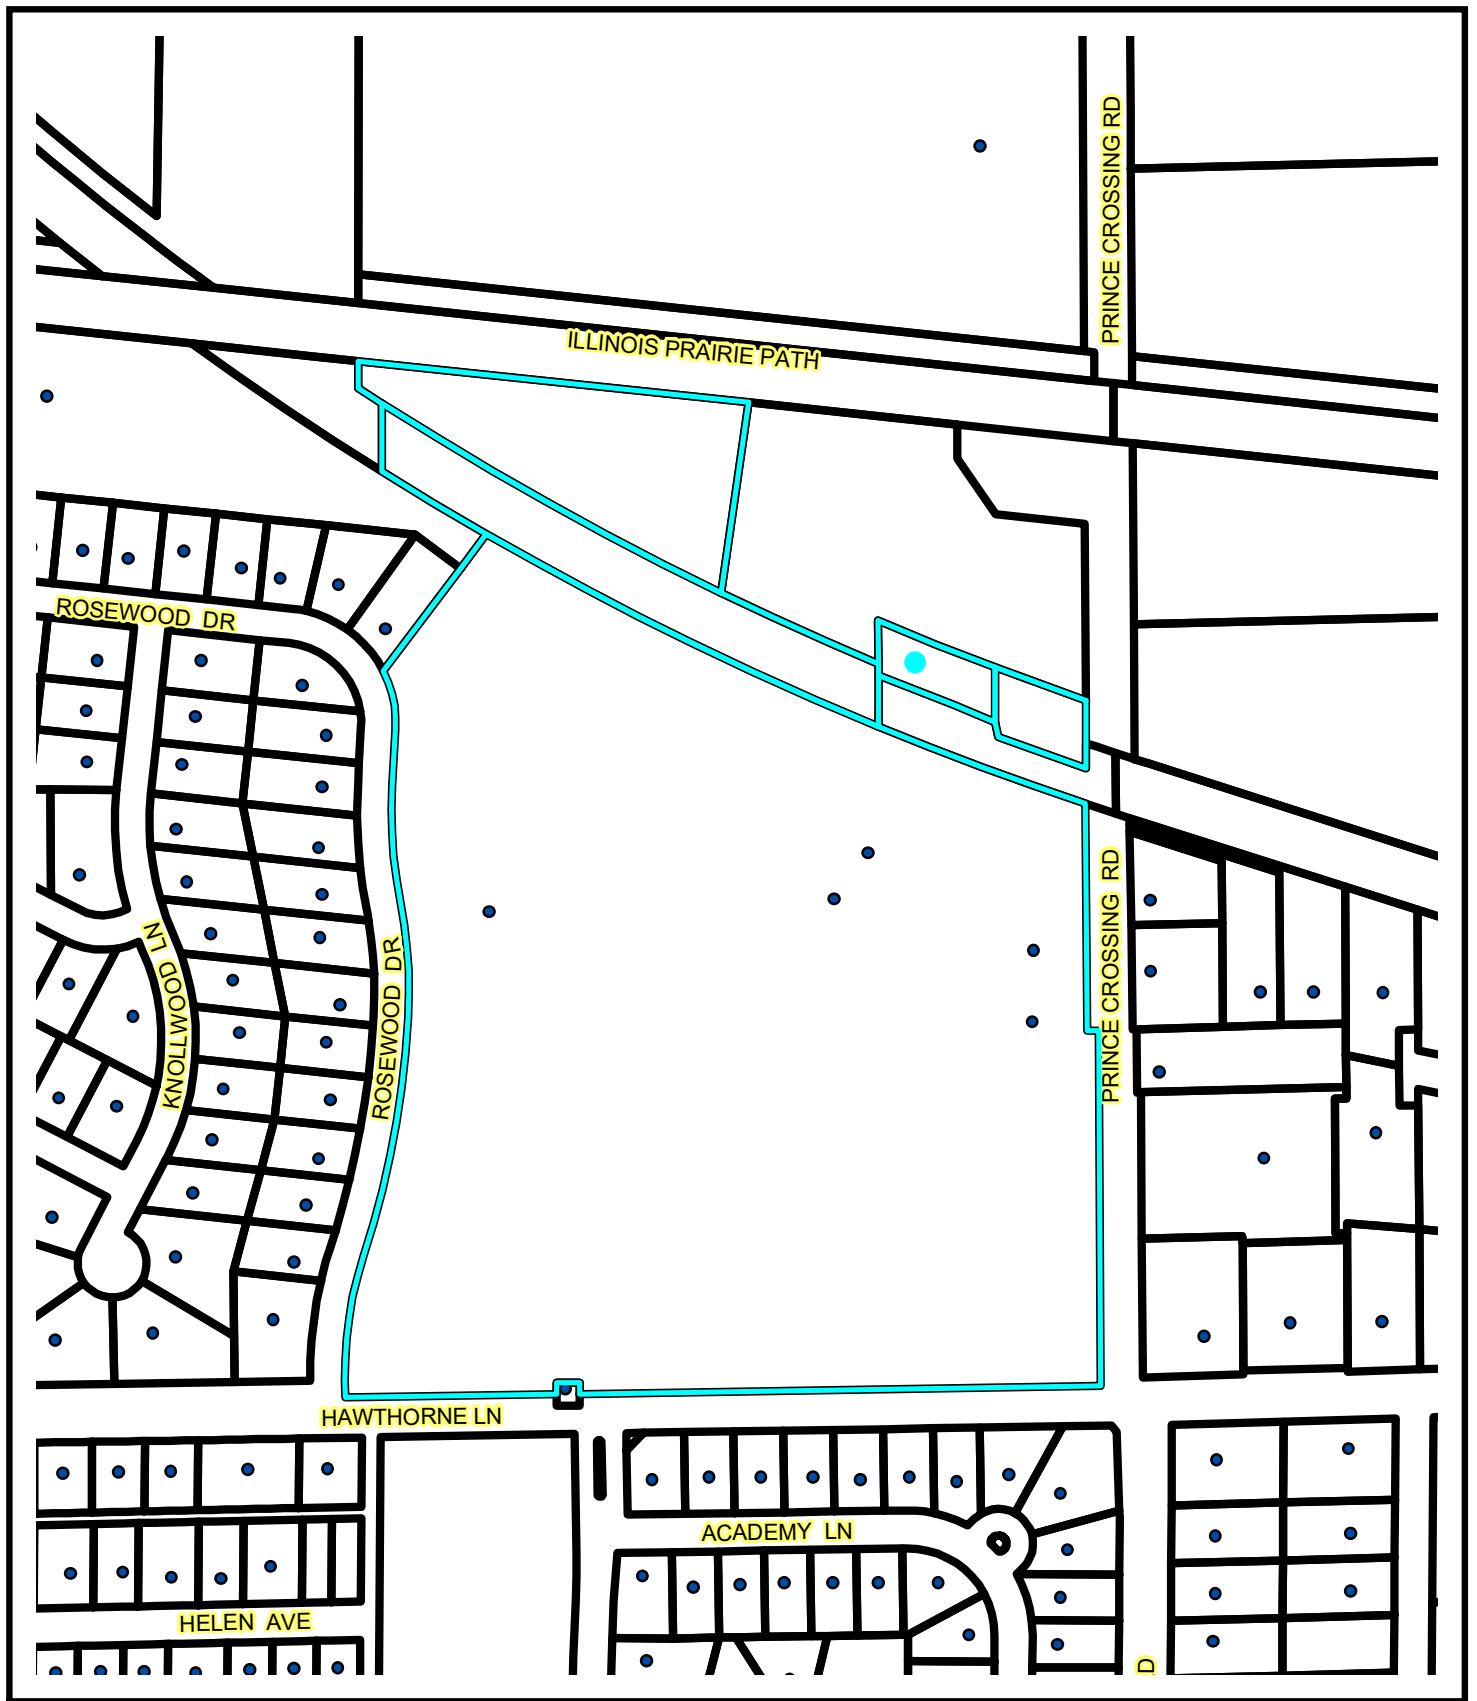 PRINCE CROSSING RD
ILLINOIS PRAIRIE PATH
ROSEWOOD DR
KNOLLWOOD LN
ROSEWOOD DR
PRINCE CROSSING RD
HAWTHORNE LN
ACADEMY LN
HELEN AVE
D